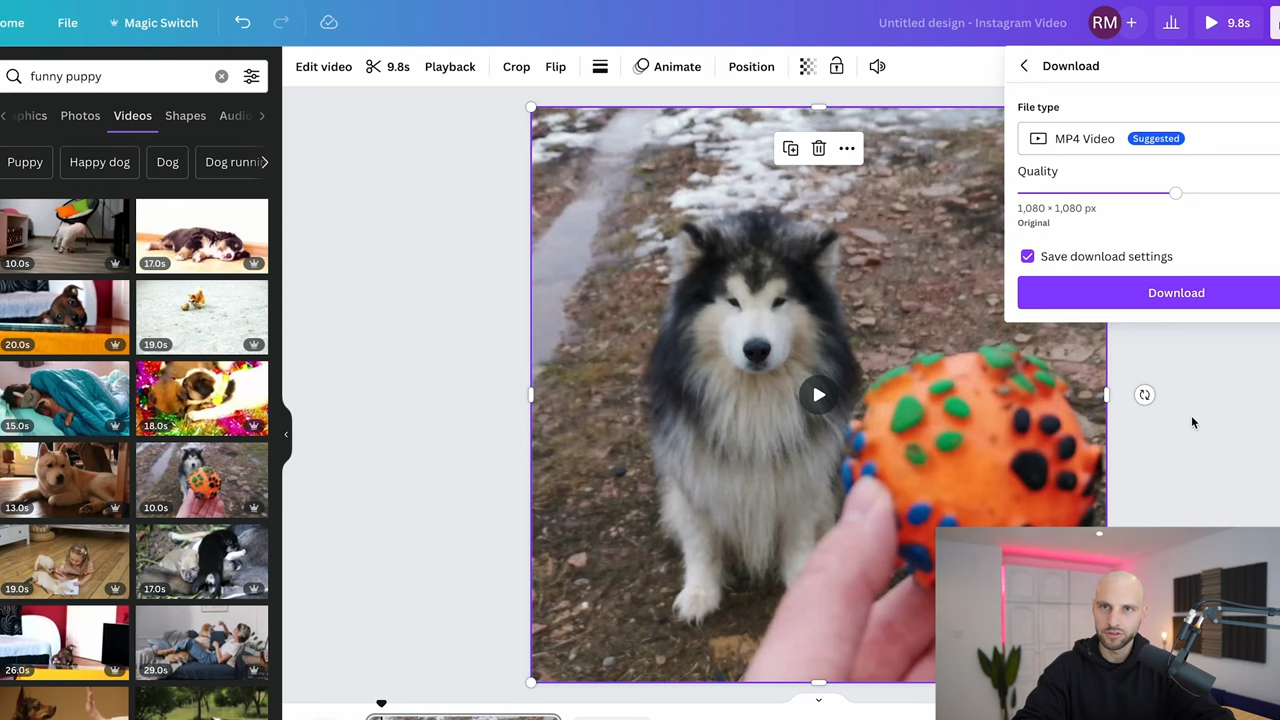 ome File Magic Switch Untitled design - Instagram Video RM + 9.8s
funny puppy
Edit video 9.8s Playback Crop Flip Animate Position
Download
phics Photos Videos Shapes Audio
File type
MP4 Video Suggested
Puppy Happy dog Dog Dog runni
Quality
1,080 × 1,080 px
Original
Save download settings
Download
10.0s 17.0s
20.0s 19.0s
15.0s 18.0s
13.0s 10.0s
19.0s 17.0s
26.0s 29.0s